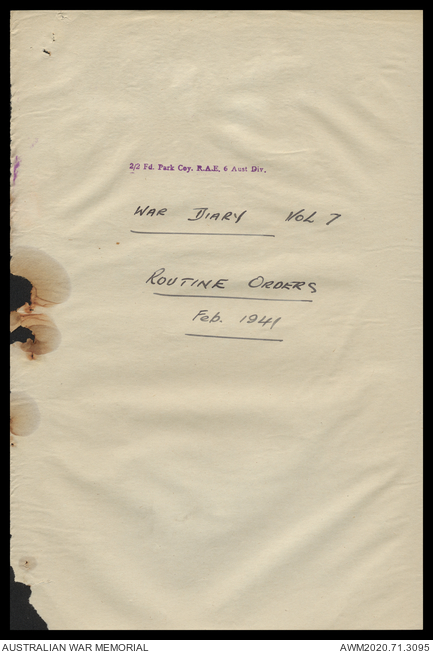 2/2 Fd. Park Coy. R.A.E. 6 Aust Div.
WAR DIARY VOL 7
ROUTINE ORDERS
Feb. 1941
AUSTRALIAN WAR MEMORIAL AWM2020.71.3095